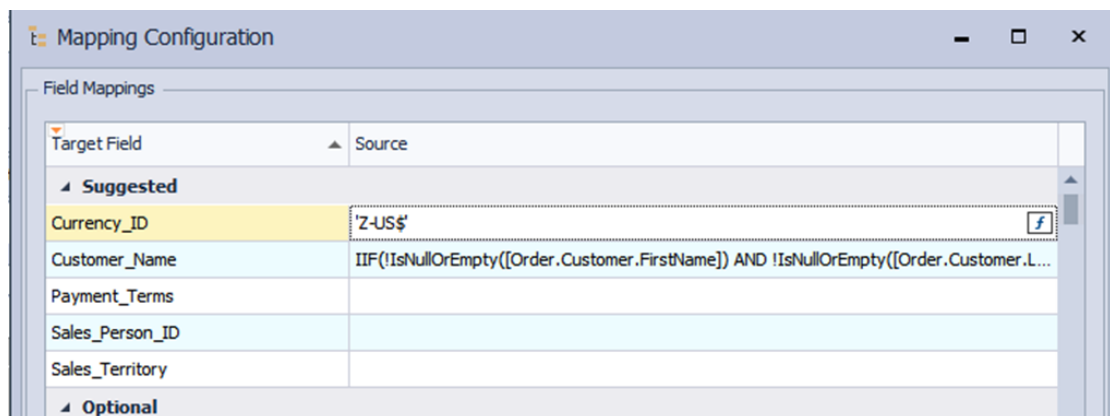 Mapping Configuration
Field Mappings
Target Field Source
Suggested
Currency_ID 'Z-US$'
Customer_Name IIF(!IsNullOrEmpty([Order.Customer.FirstName]) AND !IsNullOrEmpty([Order.Customer.L...
Payment_Terms
Sales_Person_ID
Sales_Territory
Optional